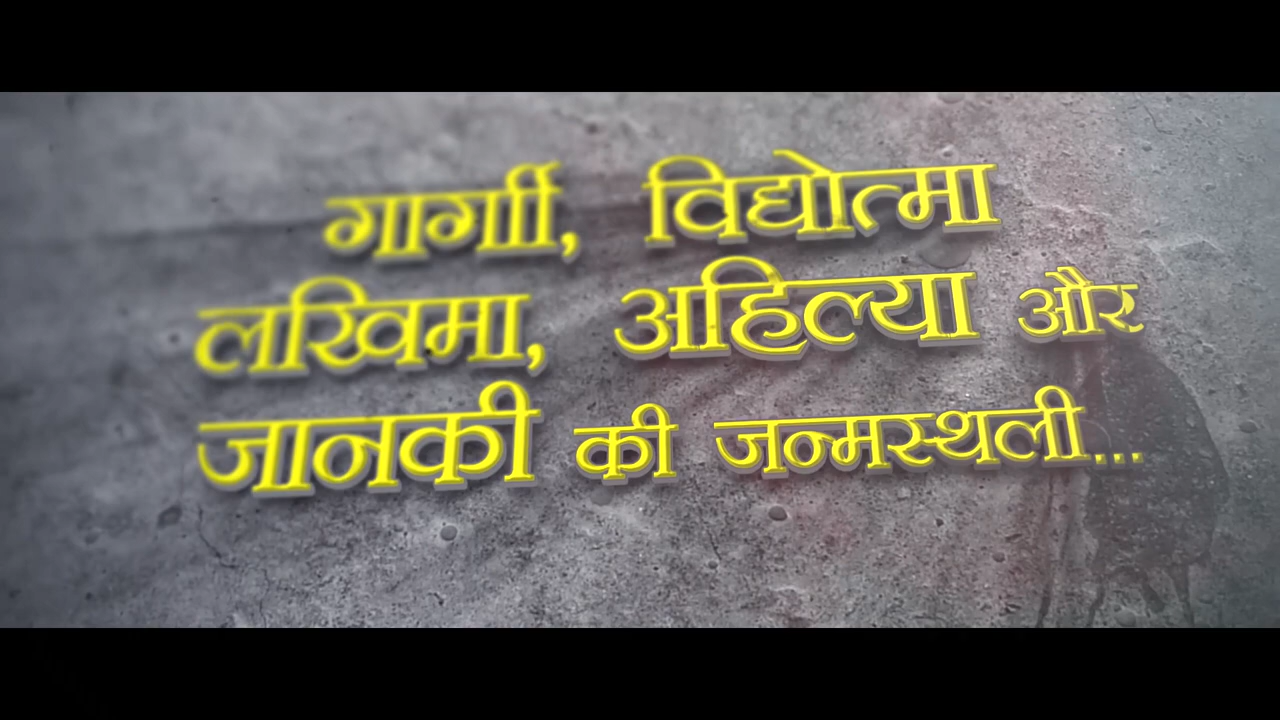 गार्गी, विद्योत्मा
लखिमा, अहिल्या और
जानकी की जन्मस्थली...